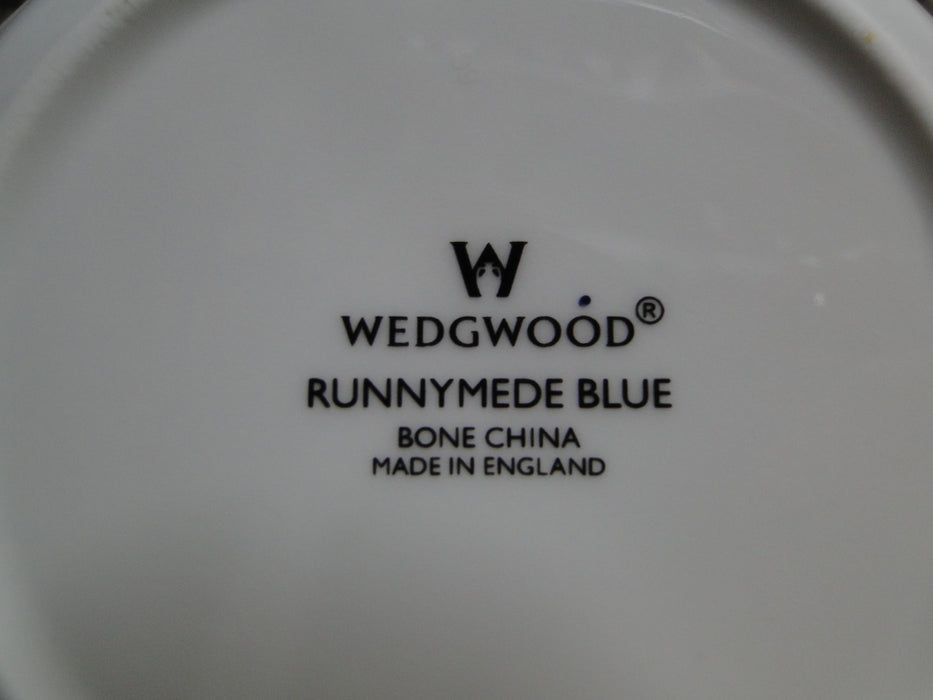 W
WEDGWOOD®
RUNNYMEDE BLUE
BONE CHINA
MADE IN ENGLAND